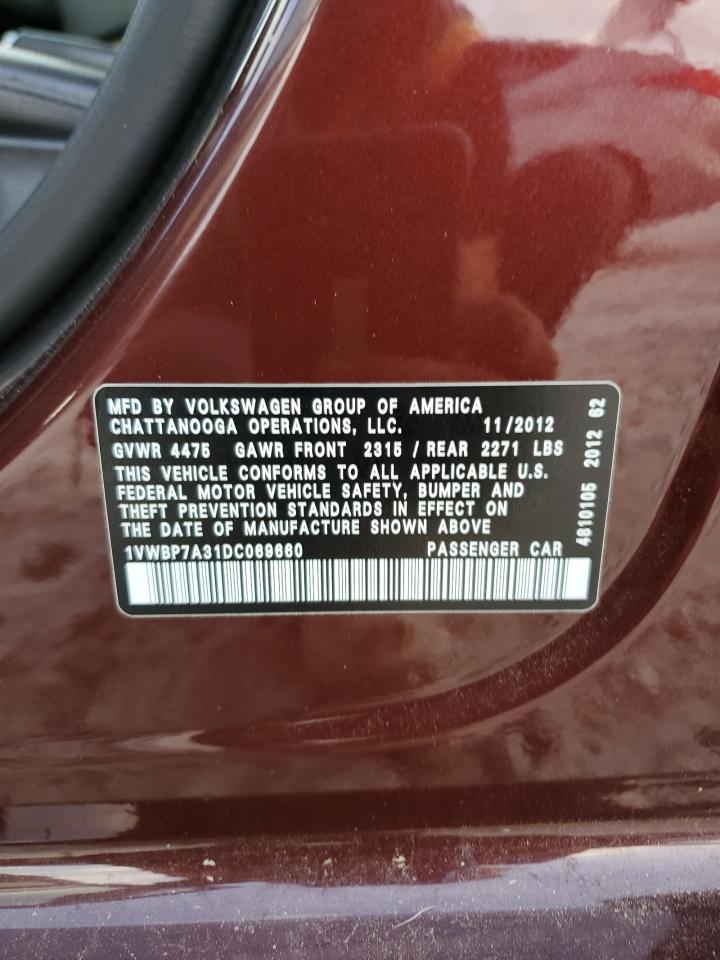 MFD BY VOLKSWAGEN GROUP OF AMERICA
CHATTANOOGA OPERATIONS, LLC. 11/2012
GVWR 4475 GAWR FRONT 2315 / REAR 2271 LBS
THIS VEHICLE CONFORMS TO ALL APPLICABLE U.S.
FEDERAL MOTOR VEHICLE SAFETY, BUMPER AND
THEFT PREVENTION STANDARDS IN EFFECT ON
THE DATE OF MANUFACTURE SHOWN ABOVE
1VWBP7A31DC069660 PASSENGER CAR
4810105 2012 62